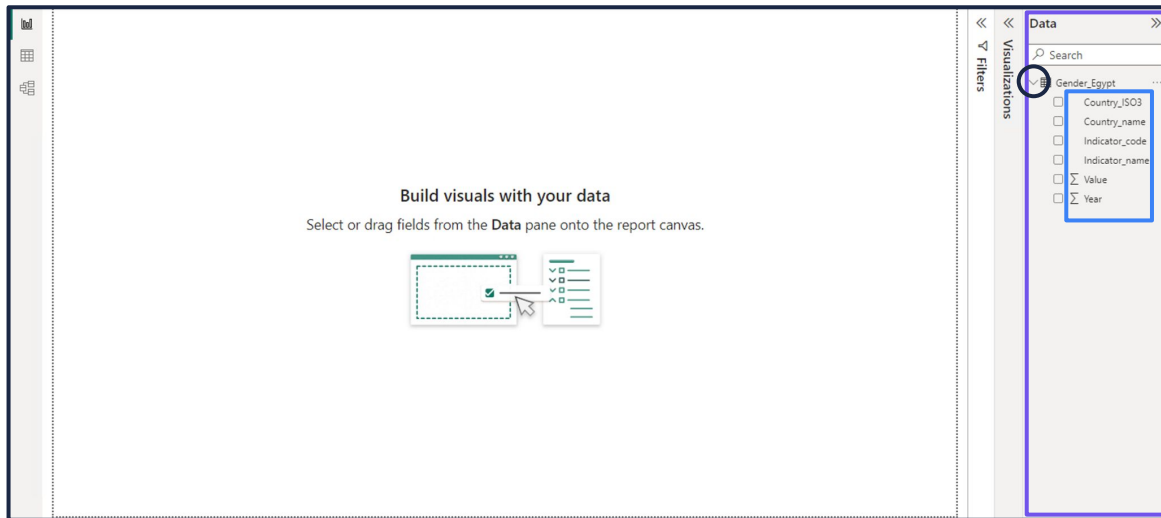 Build visuals with your data
Select or drag fields from the Data pane onto the report canvas.
Filters
Visualizations
Data
Search
Gender_Egypt
Country_ISO3
Country_name
Indicator_code
Indicator_name
Value
Year